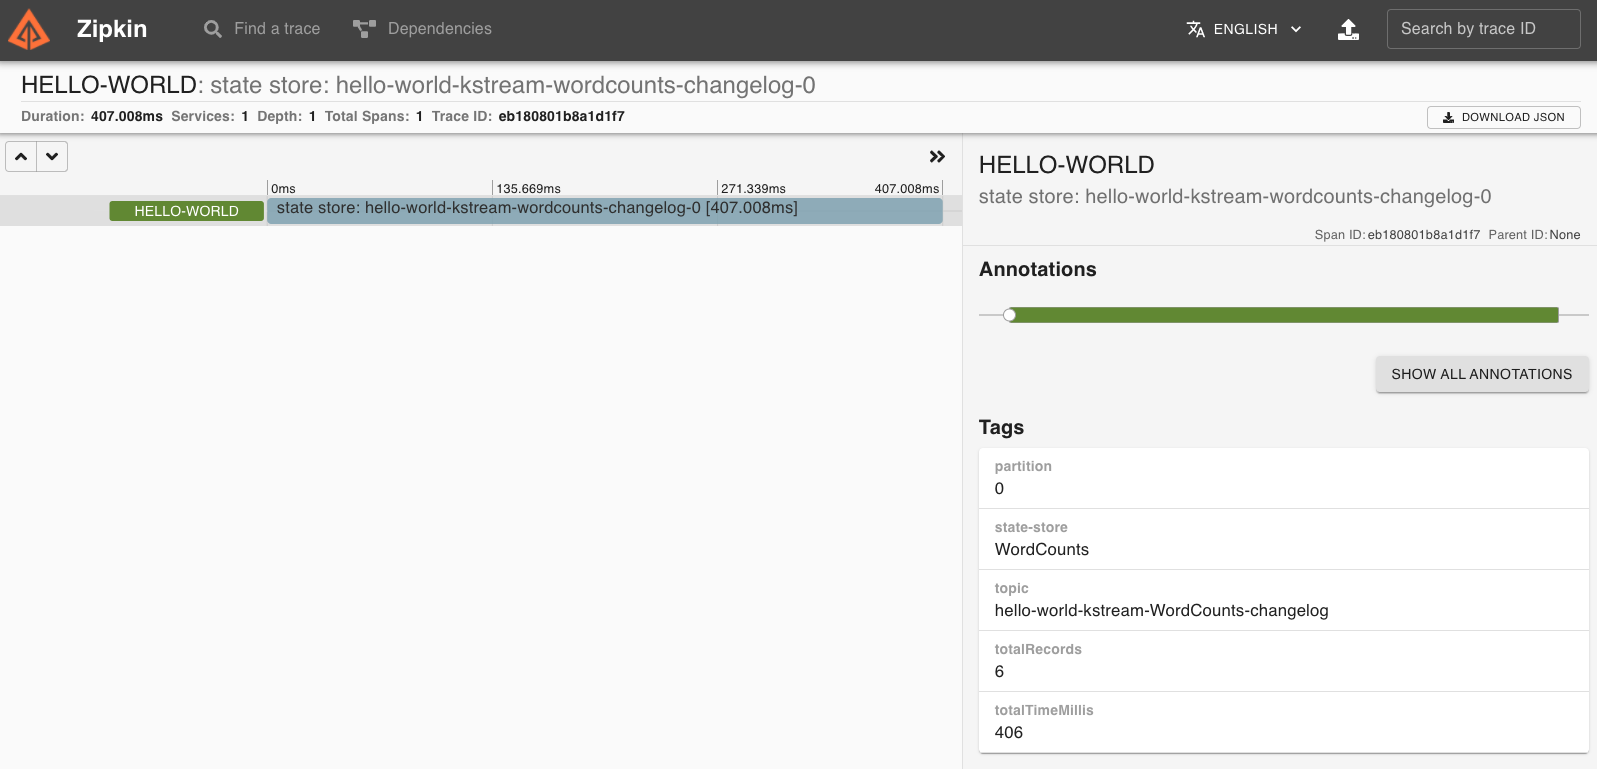 Zipkin
Find a trace
Dependencies
ENGLISH
Search by trace ID
HELLO-WORLD: state store: hello-world-kstream-wordcounts-changelog-0
Duration: 407.008ms Services: 1 Depth: 1 Total Spans: 1 Trace ID: eb180801b8a1d1f7
DOWNLOAD JSON
0ms 135.669ms 271.339ms 407.008ms
HELLO-WORLD state store: hello-world-kstream-wordcounts-changelog-0 [407.008ms]
HELLO-WORLD
state store: hello-world-kstream-wordcounts-changelog-0
Span ID: eb180801b8a1d1f7 Parent ID: None
Annotations
SHOW ALL ANNOTATIONS
Tags
partition
0
state-store
WordCounts
topic
hello-world-kstream-WordCounts-changelog
totalRecords
6
totalTimeMillis
406